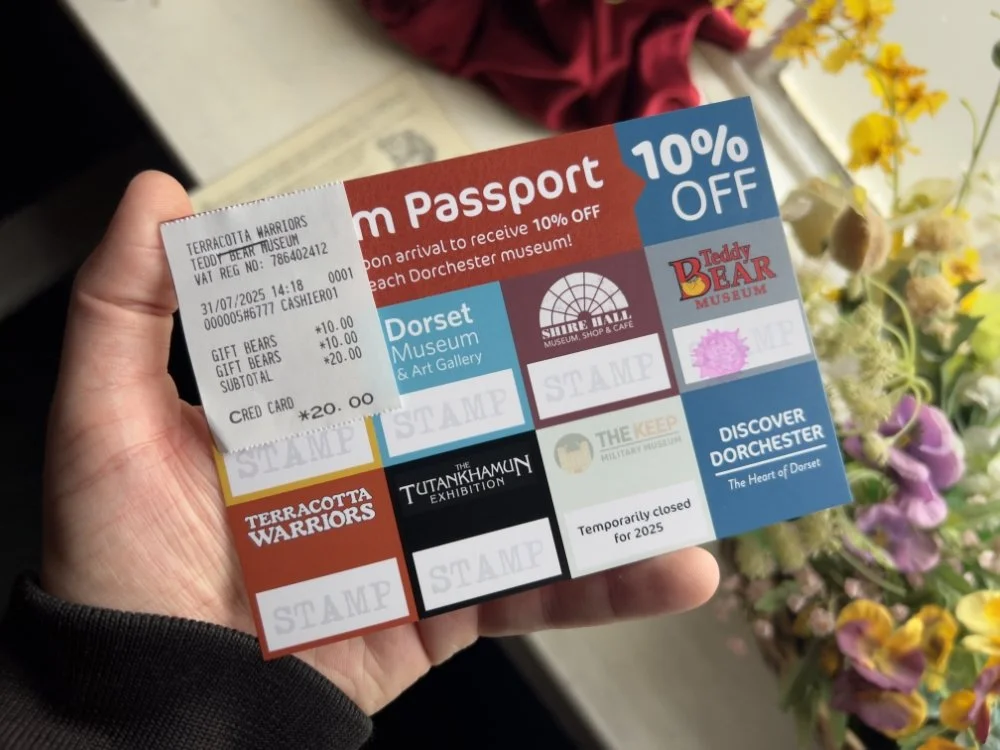 TERRACOTTA WARRIORS
TEDDY BEAR MUSEUM
VAT REG NO: 786402412
31/07/2025 14:18 0001
000005#6777 CASHIER01
GIFT BEARS *10.00
GIFT BEARS *10.00
SUBTOTAL *20.00
CRED CARD *20.00
m Passport
oon arrival to receive 10% OFF
each Dorchester museum!
10%
OFF
Dorset
Museum
& Art Gallery
STAMP
SHIRE HALL
MUSEUM, SHOP & CAFE
STAMP
Teddy
BEAR
MUSEUM
MP
STAMP
TERRACOTTA
WARRIORS
STAMP
THE
TUTANKHAMUN
EXHIBITION
STAMP
THE KEEP
MILITARY MUSEUM
Temporarily closed
for 2025
DISCOVER
DORCHESTER
The Heart of Dorset